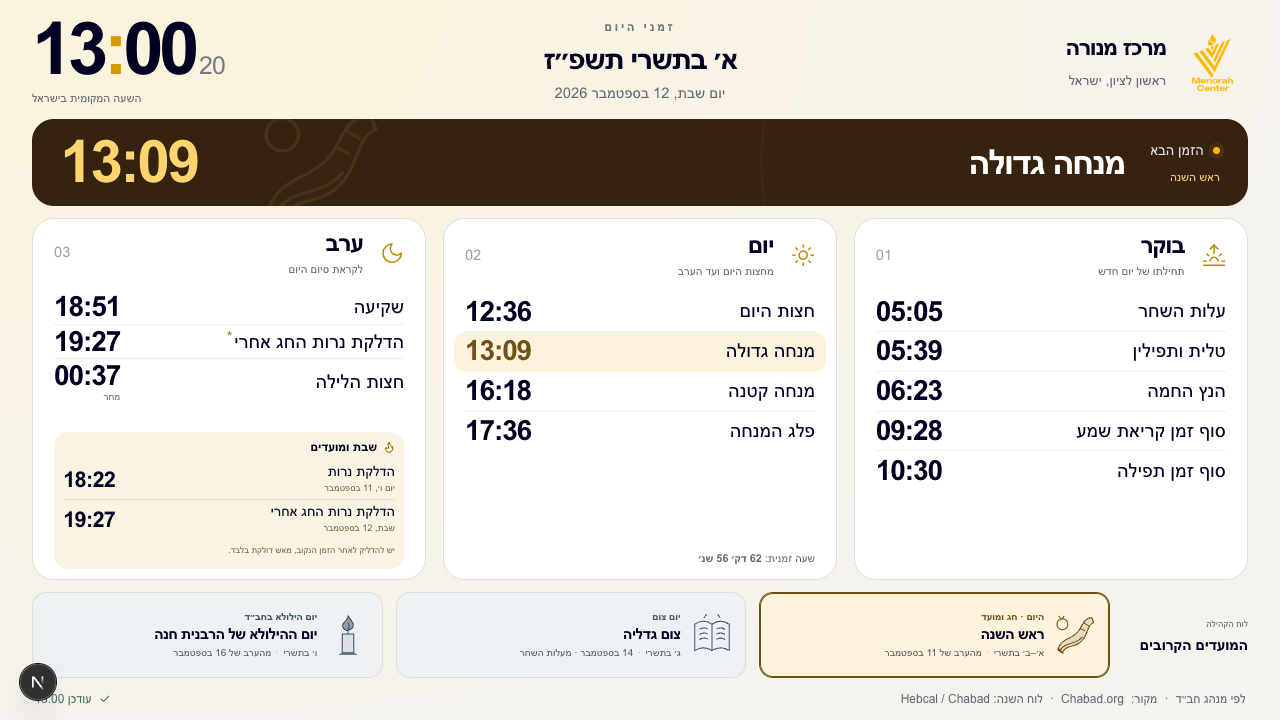 Menorah
Center
מרכז מנורה
ראשון לציון, ישראל
זמני היום
א׳ בתשרי תשפ״ז
יום שבת, 12 בספטמבר 2026
13:00 20
השעה המקומית בישראל
הזמן הבא
ראש השנה
מנחה גדולה
13:09
בוקר
תחילתו של יום חדש
01
עלות השחר 05:05
טלית ותפילין 05:39
הנץ החמה 06:23
סוף זמן קריאת שמע 09:28
סוף זמן תפילה 10:30
יום
מחצות היום ועד הערב
02
חצות היום 12:36
מנחה גדולה 13:09
מנחה קטנה 16:18
פלג המנחה 17:36
שעה זמנית: 62 דק׳ 56 שנ׳
ערב
לקראת סיום היום
03
שקיעה 18:51
הדלקת נרות החג אחרי* 19:27
חצות הלילה 00:37
מחר
שבת ומועדים
הדלקת נרות 18:22
יום ו׳, 11 בספטמבר
הדלקת נרות החג אחרי 19:27
שבת, 12 בספטמבר
יש להדליק לאחר הזמן הנקוב, מאש דולקת בלבד.
לוח הקהילה
המועדים הקרובים
היום · חג ומועד
ראש השנה
א׳–ב׳ בתשרי · מהערב של 11 בספטמבר
יום צום
צום גדליה
ג׳ בתשרי · 14 בספטמבר · מעלות השחר
יום הילולא בחב״ד
יום ההילולא של הרבנית חנה
ו׳ בתשרי · מהערב של 16 בספטמבר
לפי מנהג חב״ד · מקור: Chabad.org · לוח השנה: Hebcal / Chabad
עודכן
N